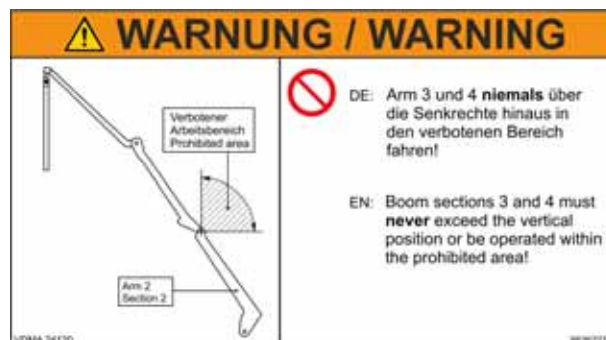 WARNUNG / WARNING
Verbotener
Arbeitsbereich
Prohibited area
Arm 2
Section 2
DE: Arm 3 und 4 niemals über
die Senkrechte hinaus in
den verbotenen Bereich
fahren!
EN: Boom sections 3 and 4 must
never exceed the vertical
position or be operated within
the prohibited area!